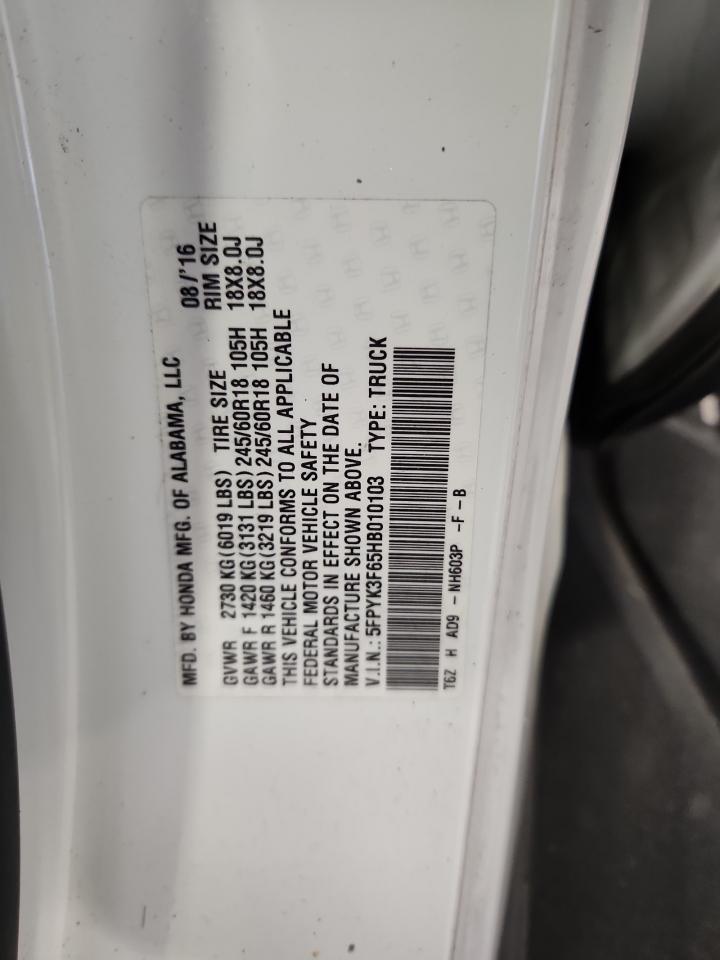 MFD. BY HONDA MFG. OF ALABAMA, LLC 08/'16
GVWR 2730 KG(6019 LBS) TIRE SIZE RIM SIZE
GAWR F 1420 KG(3131 LBS)245/60R18 105H 18X8.0J
GAWR R 1460 KG(3219 LBS)245/60R18 105H 18X8.0J
THIS VEHICLE CONFORMS TO ALL APPLICABLE
FEDERAL MOTOR VEHICLE SAFETY
STANDARDS IN EFFECT ON THE DATE OF
MANUFACTURE SHOWN ABOVE.
V.I.N.: 5FPYK3F65HB010103 TYPE: TRUCK
T6Z H AD9 - NH603P -F -B